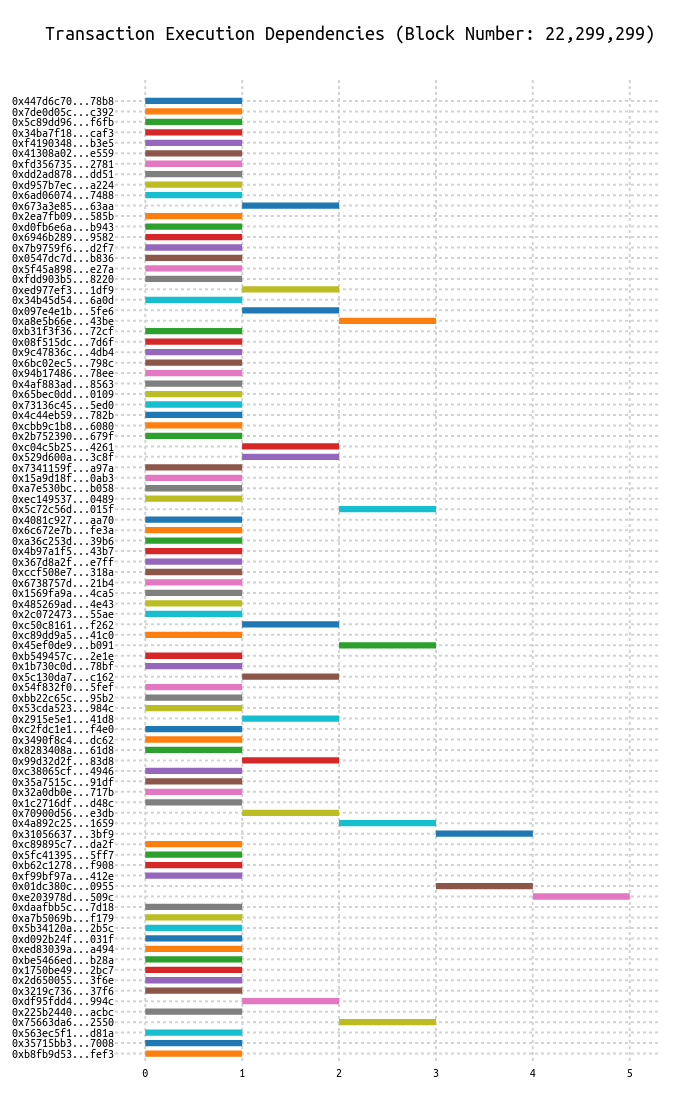 Transaction Execution Dependencies (Block Number: 22,299,299)
0x447d6c70...78b8
0x7de0d05c...c392
0x5c89dd96...f6fb
0x34ba7f18...caf3
0xf4190348...b3e5
0x41308a02...e559
0xfd356735...2781
0xdd2ad878...dd51
0xd957b7ec...a224
0x6ad06074...7488
0x673a3e85...63aa
0x2ea7fb09...585b
0xd0fb6e6a...b943
0x6946b289...9582
0x7b9759f6...d2f7
0x0547dc7d...b836
0x5f45a898...e27a
0xfdd903b5...8220
0xed977ef3...1df9
0x34b45d54...6a0d
0x097e4e1b...5fe6
0xa8e5b66e...43be
0xb31f3f36...72cf
0x08f515dc...7d6f
0x9c47836c...4db4
0x6bc02ec5...798c
0x94b17486...78ee
0x4af883ad...8563
0x65bec0dd...0109
0x73136c45...5ed0
0x4c44eb59...782b
0xcbb9c1b8...6080
0x2b752390...679f
0xc04c5b25...4261
0x529d600a...3c8f
0x7341159f...a97a
0x15a9d18f...0ab3
0xa7e530bc...b058
0xec149537...0489
0x5c72c56d...015f
0x4081c927...aa70
0x6c672e7b...fe3a
0xa36c253d...39b6
0x4b97a1f5...43b7
0x367d8a2f...e7ff
0xccf508e7...318a
0x6738757d...21b4
0x1569fa9a...4ca5
0x485269ad...4e43
0x2c072473...55ae
0xc50c8161...f262
0xc89dd9a5...41c0
0x45ef0de9...b091
0xb549457c...2e1e
0x1b730c0d...78bf
0x5c130da7...c162
0x54f832f0...5fef
0xbb22c65c...95b2
0x53cda523...984c
0x2915e5e1...41d8
0xc2fdc1e1...f4e0
0x3490f8c4...dc62
0x8283408a...61d8
0x99d32d2f...83d8
0xc38065cf...4946
0x35a7515c...91df
0x32a0db0e...717b
0x1c2716df...d48c
0x70900d56...e3db
0x4a892c25...1659
0x31056637...3bf9
0xc89895c7...da2f
0x5fc41395...5ff7
0xb62c1278...f908
0xf99bf97a...412e
0x01dc380c...0955
0xe203978d...509c
0xdaafbb5c...7d18
0xa7b5069b...f179
0x5b34120a...2b5c
0xd092b24f...031f
0xed83039a...a494
0xbe5466ed...b28a
0x1750be49...2bc7
0x2d650055...3f6e
0x3219c736...37f6
0xdf95fdd4...994c
0x225b2440...acbc
0x75663da6...2550
0x563ec5f1...d81a
0x35715bb3...7008
0xb8fb9d53...fef3
0 1 2 3 4 5